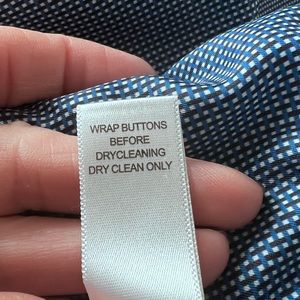 WRAP BUTTONS
BEFORE
DRYCLEANING
DRY CLEAN ONLY